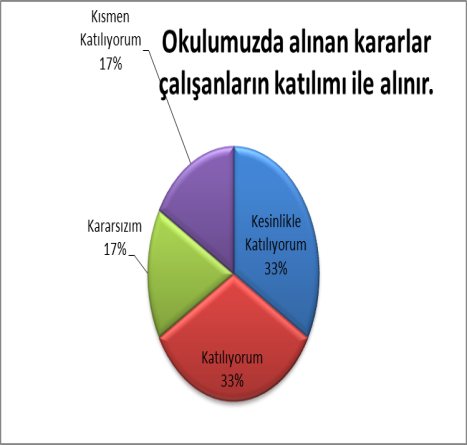 Okulumuzda alınan kararlar
çalışanların katılımı ile alınır.
Kısmen
Katılıyorum
17%
Kesinlikle
Katılıyorum
33%
Kararsızım
17%
Katılıyorum
33%